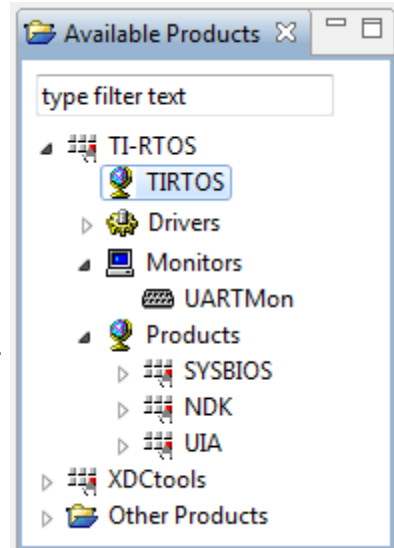 Available Products
type filter text
TI-RTOS
TIRTOS
Drivers
Monitors
UARTMon
Products
SYSBIOS
NDK
UIA
XDCtools
Other Products